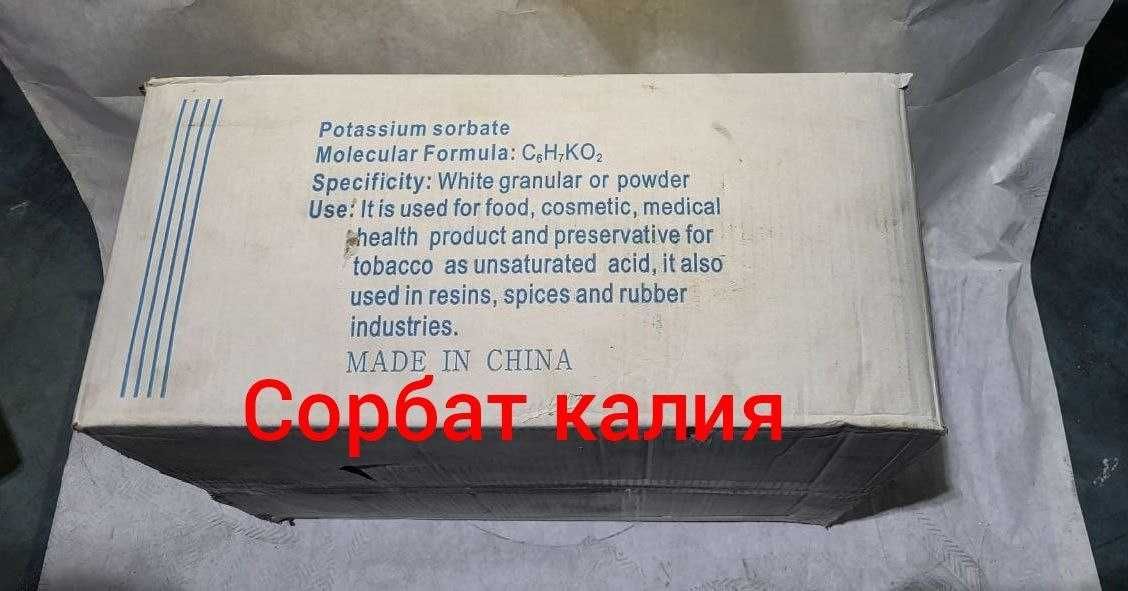 Potassium sorbate
Molecular Formula: C₆H₇KO₂
Specificity: White granular or powder
Use: It is used for food, cosmetic, medical
health product and preservative for
tobacco as unsaturated acid, it also
used in resins, spices and rubber
industries.
MADE IN CHINA
Сорбат калия